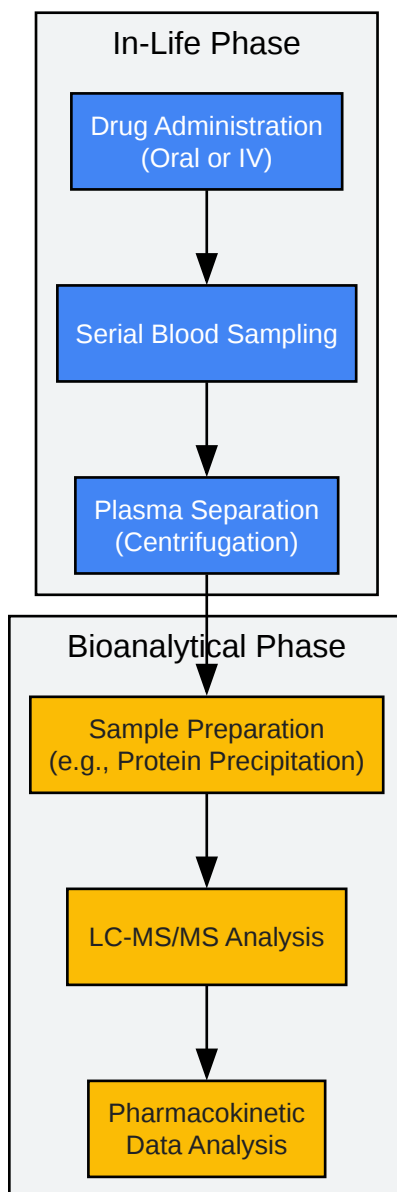 In-Life Phase
Drug Administration
(Oral or IV)
Serial Blood Sampling
Plasma Separation
(Centrifugation)
Bioanalytical Phase
Sample Preparation
(e.g., Protein Precipitation)
LC-MS/MS Analysis
Pharmacokinetic
Data Analysis